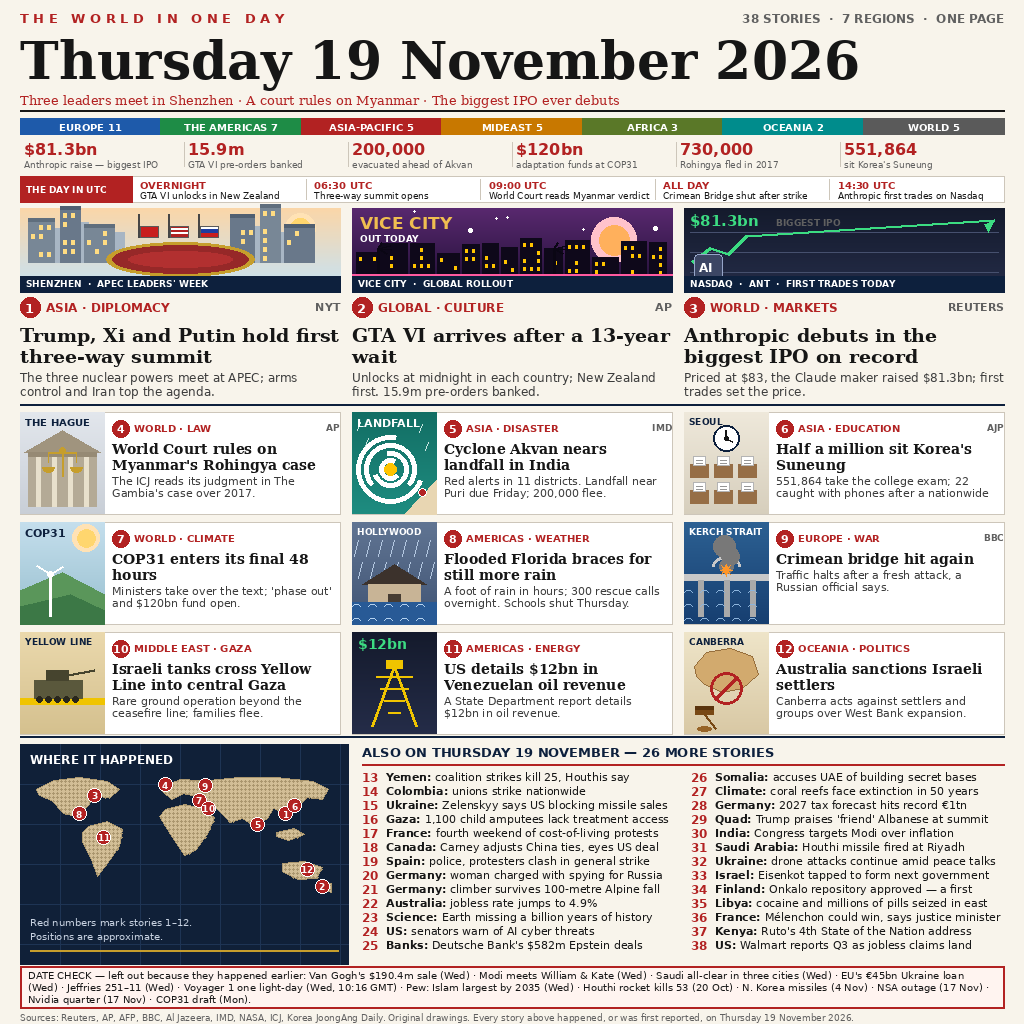 THE WORLD IN ONE DAY
38 STORIES · 7 REGIONS · ONE PAGE
Thursday 19 November 2026
Three leaders meet in Shenzhen · A court rules on Myanmar · The biggest IPO ever debuts
EUROPE 11
THE AMERICAS 7
ASIA-PACIFIC 5
MIDEAST 5
AFRICA 3
OCEANIA 2
WORLD 5
$81.3bn
Anthropic raise — biggest IPO
15.9m
GTA VI pre-orders banked
200,000
evacuated ahead of Akvan
$120bn
adaptation funds at COP31
730,000
Rohingya fled in 2017
551,864
sit Korea's Suneung
THE DAY IN UTC
OVERNIGHT
GTA VI unlocks in New Zealand
06:30 UTC
Three-way summit opens
09:00 UTC
World Court reads Myanmar verdict
ALL DAY
Crimean Bridge shut after strike
14:30 UTC
Anthropic first trades on Nasdaq
SHENZHEN · APEC LEADERS' WEEK
1 ASIA · DIPLOMACY
NYT
Trump, Xi and Putin hold first
three-way summit
The three nuclear powers meet at APEC; arms
control and Iran top the agenda.
VICE CITY
OUT TODAY
VICE CITY · GLOBAL ROLLOUT
2 GLOBAL · CULTURE
AP
GTA VI arrives after a 13-year
wait
Unlocks at midnight in each country; New Zealand
first. 15.9m pre-orders banked.
$81.3bn
BIGGEST IPO
AI
NASDAQ · ANT · FIRST TRADES TODAY
3 WORLD · MARKETS
REUTERS
Anthropic debuts in the
biggest IPO on record
Priced at $83, the Claude maker raised $81.3bn; first
trades set the price.
THE HAGUE
4 WORLD · LAW
AP
World Court rules on
Myanmar's Rohingya case
The ICJ reads its judgment in The
Gambia's case over 2017.
LANDFALL
5 ASIA · DISASTER
IMD
Cyclone Akvan nears
landfall in India
Red alerts in 11 districts. Landfall near
Puri due Friday; 200,000 flee.
SEOUL
6 ASIA · EDUCATION
AJP
Half a million sit Korea's
Suneung
551,864 take the college exam; 22
caught with phones after a nationwide
COP31
7 WORLD · CLIMATE
COP31 enters its final 48
hours
Ministers take over the text; 'phase out'
and $120bn fund open.
HOLLYWOOD
8 AMERICAS · WEATHER
Flooded Florida braces for
still more rain
A foot of rain in hours; 300 rescue calls
overnight. Schools shut Thursday.
KERCH STRAIT
9 EUROPE · WAR
BBC
Crimean bridge hit again
Traffic halts after a fresh attack, a
Russian official says.
YELLOW LINE
10 MIDDLE EAST · GAZA
Israeli tanks cross Yellow
Line into central Gaza
Rare ground operation beyond the
ceasefire line; families flee.
$12bn
11 AMERICAS · ENERGY
US details $12bn in
Venezuelan oil revenue
A State Department report details
$12bn in oil revenue.
CANBERRA
12 OCEANIA · POLITICS
Australia sanctions Israeli
settlers
Canberra acts against settlers and
groups over West Bank expansion.
WHERE IT HAPPENED
3
8
11
4
9
7
10
5
1
6
12
2
Red numbers mark stories 1–12.
Positions are approximate.
ALSO ON THURSDAY 19 NOVEMBER — 26 MORE STORIES
13 Yemen: coalition strikes kill 25, Houthis say
14 Colombia: unions strike nationwide
15 Ukraine: Zelenskyy says US blocking missile sales
16 Gaza: 1,100 child amputees lack treatment access
17 France: fourth weekend of cost-of-living protests
18 Canada: Carney adjusts China ties, eyes US deal
19 Spain: police, protesters clash in general strike
20 Germany: woman charged with spying for Russia
21 Germany: climber survives 100-metre Alpine fall
22 Australia: jobless rate jumps to 4.9%
23 Science: Earth missing a billion years of history
24 US: senators warn of AI cyber threats
25 Banks: Deutsche Bank's $582m Epstein deals
26 Somalia: accuses UAE of building secret bases
27 Climate: coral reefs face extinction in 50 years
28 Germany: 2027 tax forecast hits record €1tn
29 Quad: Trump praises 'friend' Albanese at summit
30 India: Congress targets Modi over inflation
31 Saudi Arabia: Houthi missile fired at Riyadh
32 Ukraine: drone attacks continue amid peace talks
33 Israel: Eisenkot tapped to form next government
34 Finland: Onkalo repository approved — a first
35 Libya: cocaine and millions of pills seized in east
36 France: Mélenchon could win, says justice minister
37 Kenya: Ruto's 4th State of the Nation address
38 US: Walmart reports Q3 as jobless claims land
DATE CHECK — left out because they happened earlier: Van Gogh's $190.4m sale (Wed) · Modi meets William & Kate (Wed) · Saudi all-clear in three cities (Wed) · EU's €45bn Ukraine loan
(Wed) · Jeffries 251–11 (Wed) · Voyager 1 one light-day (Wed, 10:16 GMT) · Pew: Islam largest by 2035 (Wed) · Houthi rocket kills 53 (20 Oct) · N. Korea missiles (4 Nov) · NSA outage (17 Nov) ·
Nvidia quarter (17 Nov) · COP31 draft (Mon).
Sources: Reuters, AP, AFP, BBC, Al Jazeera, IMD, NASA, ICJ, Korea JoongAng Daily. Original drawings. Every story above happened, or was first reported, on Thursday 19 November 2026.